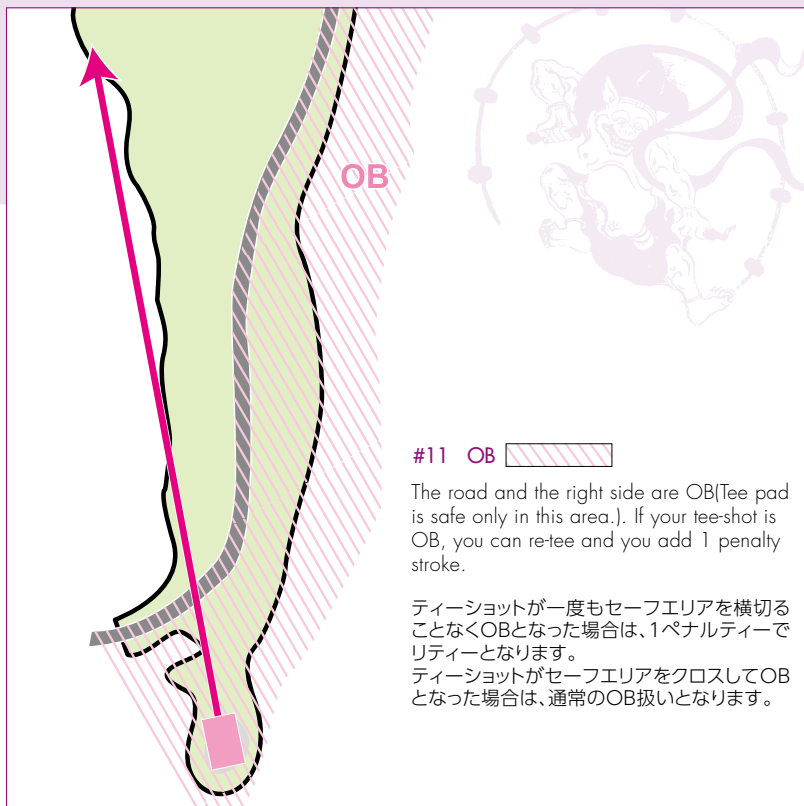 OB
#11 OB
The road and the right side are OB(Tee pad
is safe only in this area.). If your tee-shot is
OB, you can re-tee and you add 1 penalty
stroke.
ティーショットが一度もセーフエリアを横切る
ことなくOBとなった場合は、1ペナルティーで
リティーとなります。
ティーショットがセーフエリアをクロスしてOB
となった場合は、通常のOB扱いとなります。